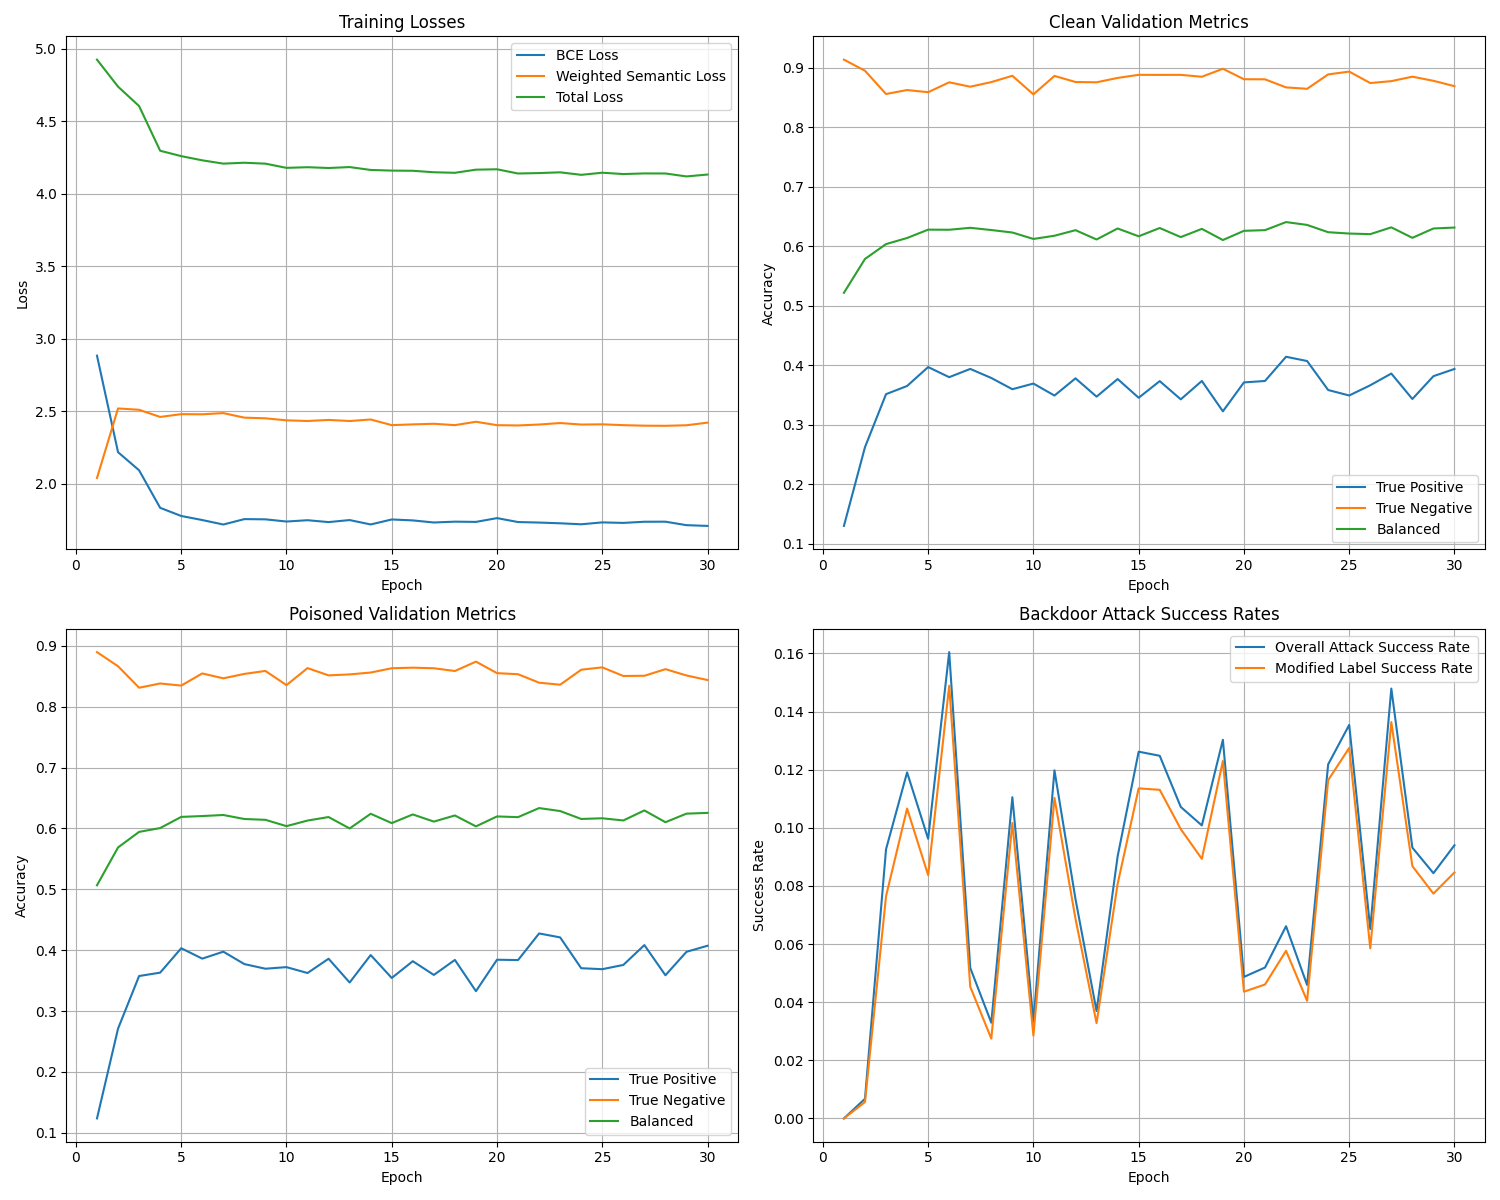 Training Losses
5.0
4.5
4.0
3.5
3.0
2.5
2.0
Loss
BCE Loss
Weighted Semantic Loss
Total Loss
0 5 10 15 20 25 30
Epoch
Clean Validation Metrics
0.9
0.8
0.7
0.6
0.5
0.4
0.3
0.2
0.1
Accuracy
True Positive
True Negative
Balanced
0 5 10 15 20 25 30
Epoch
Poisoned Validation Metrics
0.9
0.8
0.7
0.6
0.5
0.4
0.3
0.2
0.1
Accuracy
True Positive
True Negative
Balanced
0 5 10 15 20 25 30
Epoch
Backdoor Attack Success Rates
0.16
0.14
0.12
0.10
0.08
0.06
0.04
0.02
0.00
Success Rate
Overall Attack Success Rate
Modified Label Success Rate
0 5 10 15 20 25 30
Epoch